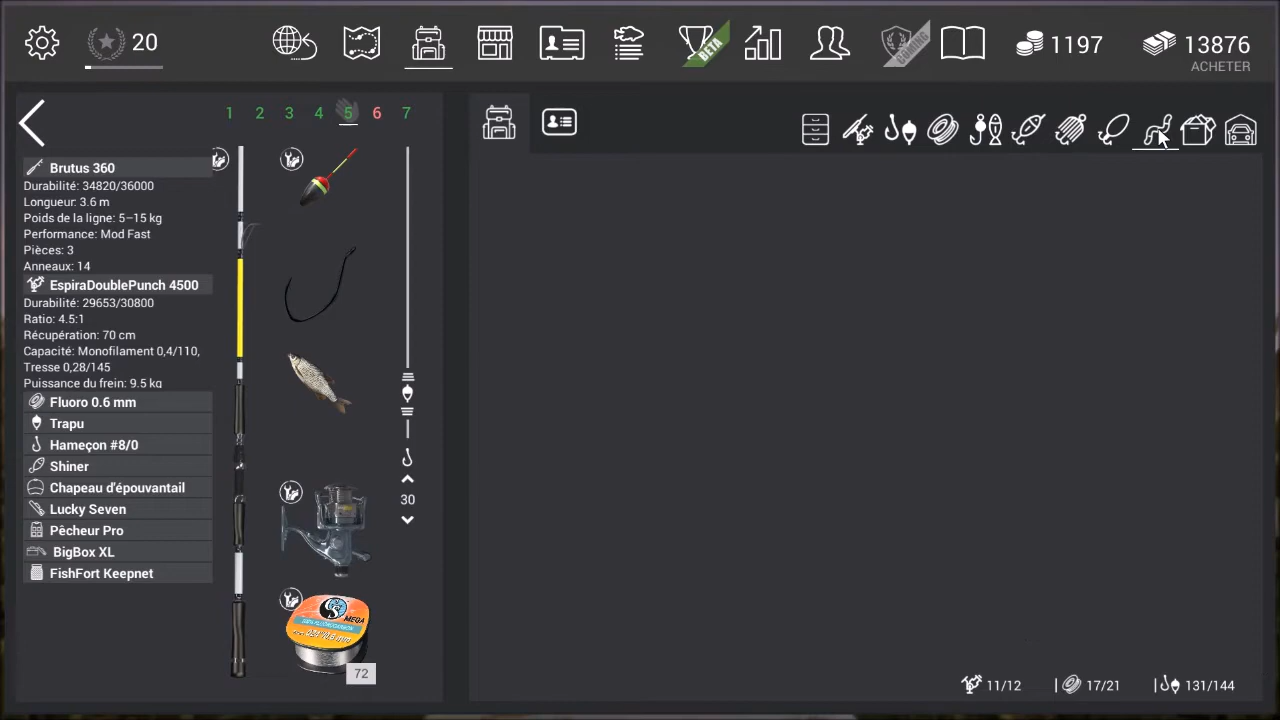 20
BETA
COMING
1197
13876
ACHETER
1 2 3 4 5 6 7
Brutus 360
Durabilité: 34820/36000
Longueur: 3.6 m
Poids de la ligne: 5–15 kg
Performance: Mod Fast
Pièces: 3
Anneaux: 14
EspiraDoublePunch 4500
Durabilité: 29653/30800
Ratio: 4.5:1
Récupération: 70 cm
Capacité: Monofilament 0,4/110,
Tresse 0,28/145
Puissance du frein: 9.5 kg
Fluoro 0.6 mm
Trapu
Hameçon #8/0
Shiner
Chapeau d'épouvantail
Lucky Seven
Pêcheur Pro
BigBox XL
FishFort Keepnet
30
MEGA
72
11/12
17/21
131/144